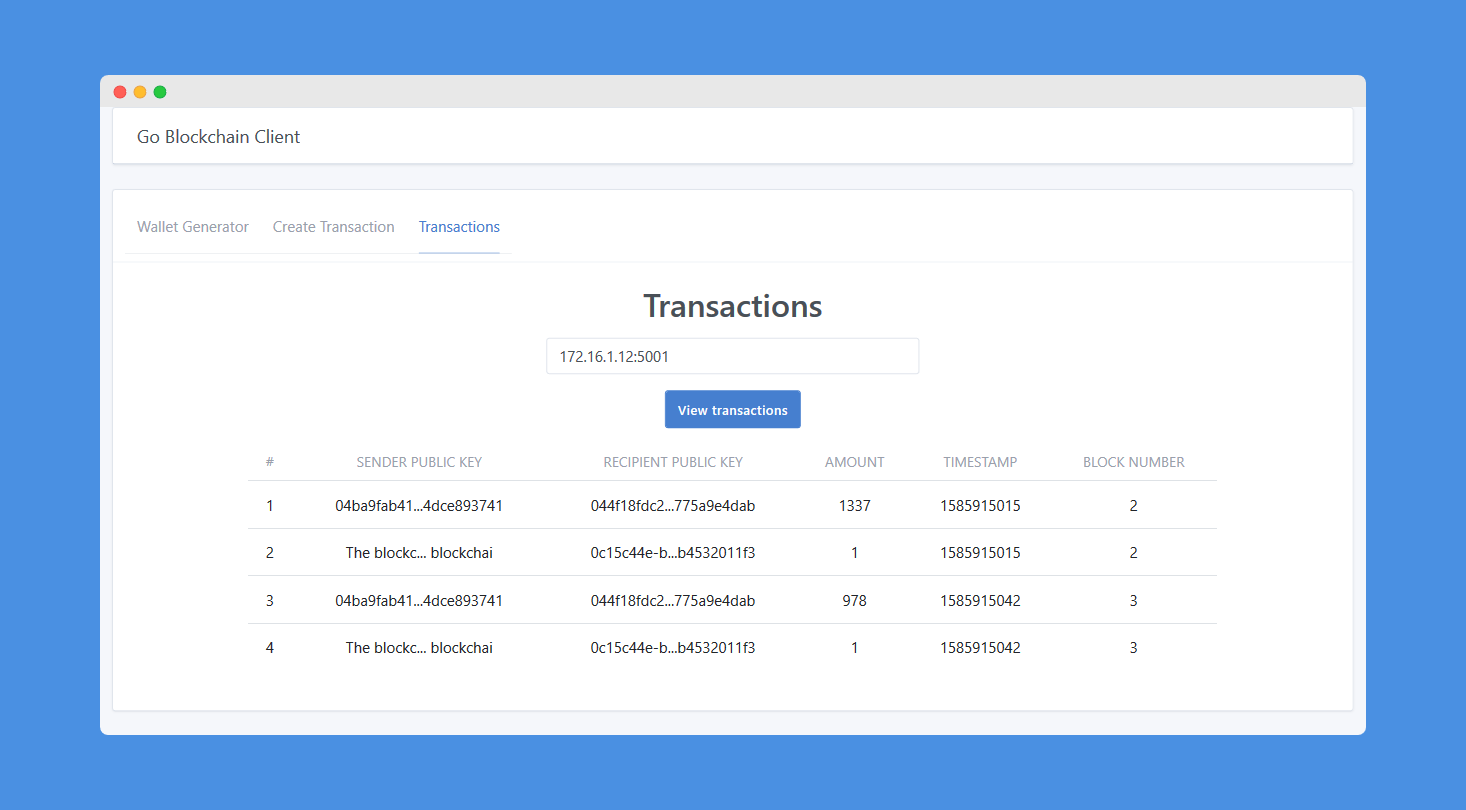 Go Blockchain Client
Wallet Generator Create Transaction Transactions
Transactions
172.16.1.12:5001
View transactions
# SENDER PUBLIC KEY RECIPIENT PUBLIC KEY AMOUNT TIMESTAMP BLOCK NUMBER
1 04ba9fab41...4dce893741 044f18fdc2...775a9e4dab 1337 1585915015 2
2 The blockc... blockchai 0c15c44e-b...b4532011f3 1 1585915015 2
3 04ba9fab41...4dce893741 044f18fdc2...775a9e4dab 978 1585915042 3
4 The blockc... blockchai 0c15c44e-b...b4532011f3 1 1585915042 3